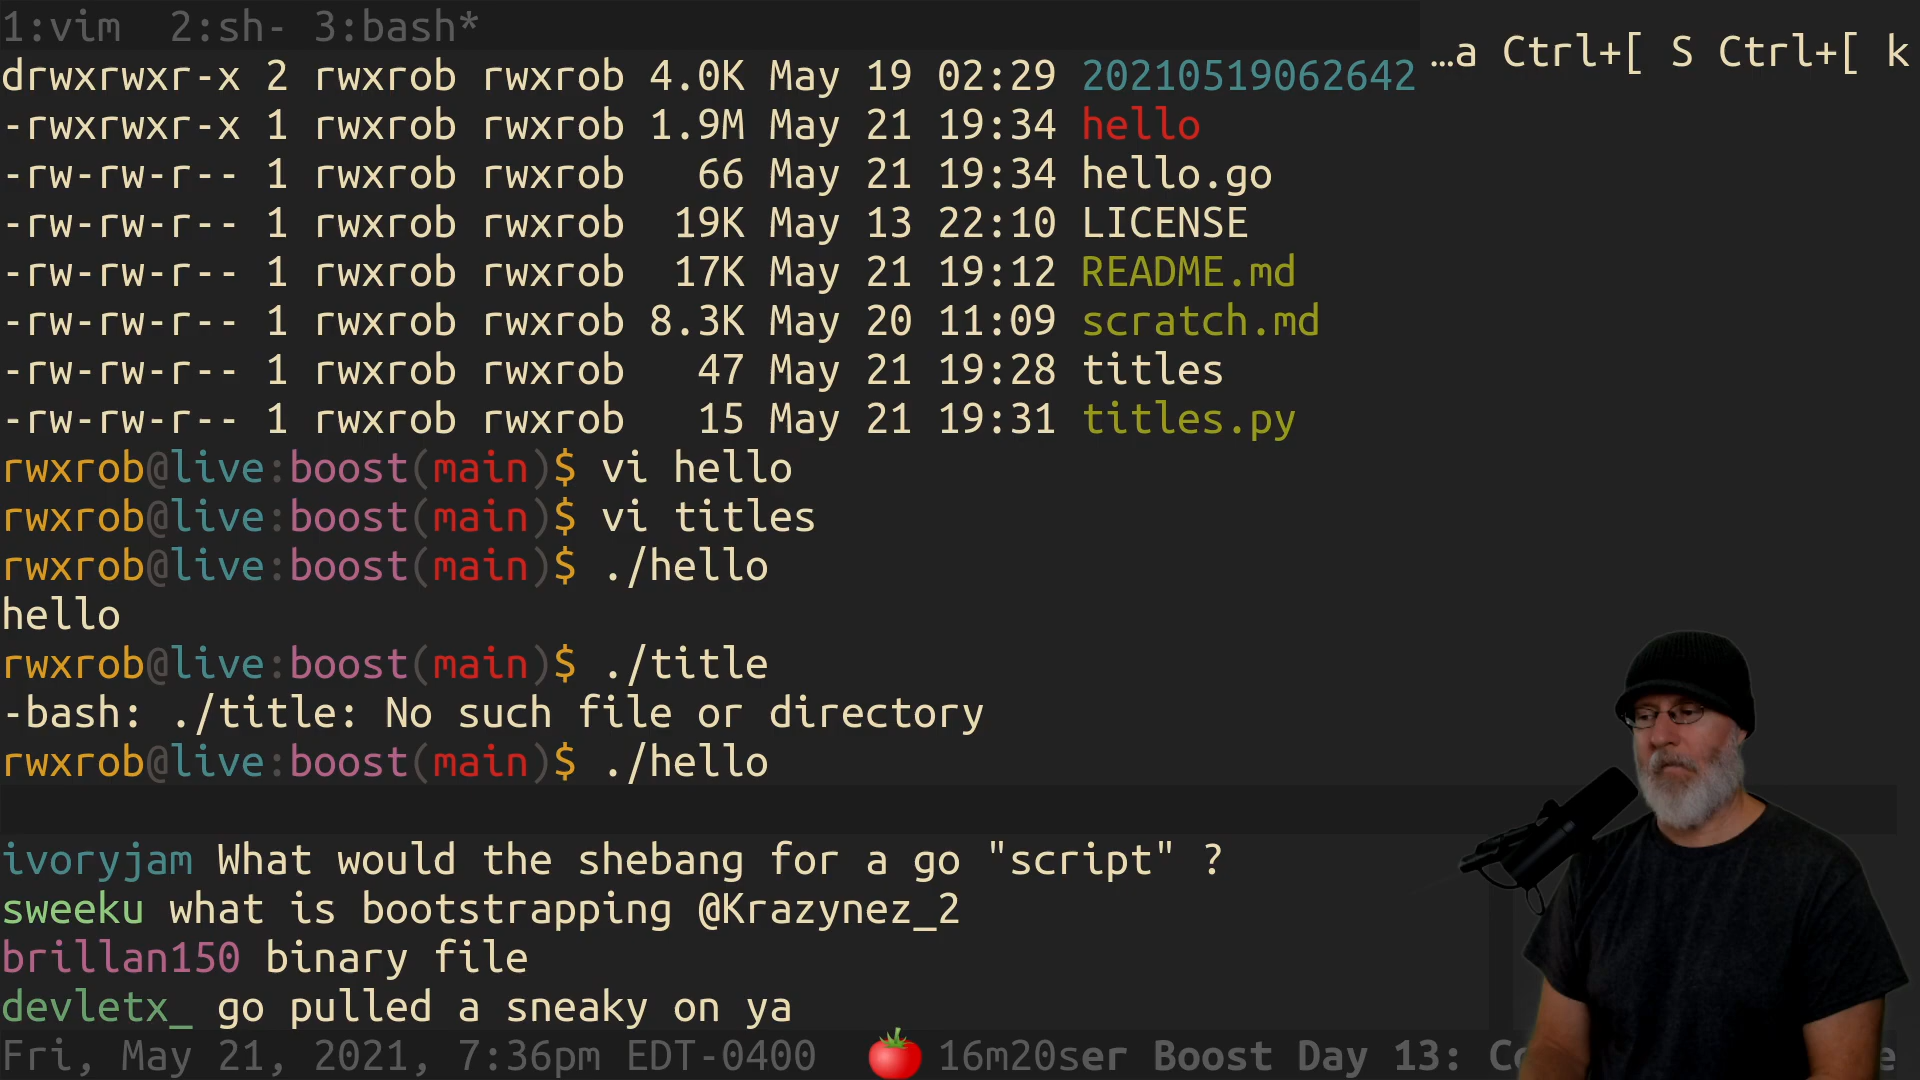 1:vim  2:sh- 3:bash*
…a Ctrl+[ S Ctrl+[ k
drwxrwxr-x 2 rwxrob rwxrob 4.0K May 19 02:29 20210519062642
-rwxrwxr-x 1 rwxrob rwxrob 1.9M May 21 19:34 hello
-rw-rw-r-- 1 rwxrob rwxrob   66 May 21 19:34 hello.go
-rw-rw-r-- 1 rwxrob rwxrob  19K May 13 22:10 LICENSE
-rw-rw-r-- 1 rwxrob rwxrob  17K May 21 19:12 README.md
-rw-rw-r-- 1 rwxrob rwxrob 8.3K May 20 11:09 scratch.md
-rw-rw-r-- 1 rwxrob rwxrob   47 May 21 19:28 titles
-rw-rw-r-- 1 rwxrob rwxrob   15 May 21 19:31 titles.py
rwxrob@live:boost(main)$ vi hello
rwxrob@live:boost(main)$ vi titles
rwxrob@live:boost(main)$ ./hello
hello
rwxrob@live:boost(main)$ ./title
-bash: ./title: No such file or directory
rwxrob@live:boost(main)$ ./hello
ivoryjam What would the shebang for a go "script" ?
sweeku what is bootstrapping @Krazynez_2
brillan150 binary file
devletx_ go pulled a sneaky on ya
Fri, May 21, 2021, 7:36pm EDT-0400 16m20ser Boost Day 13: